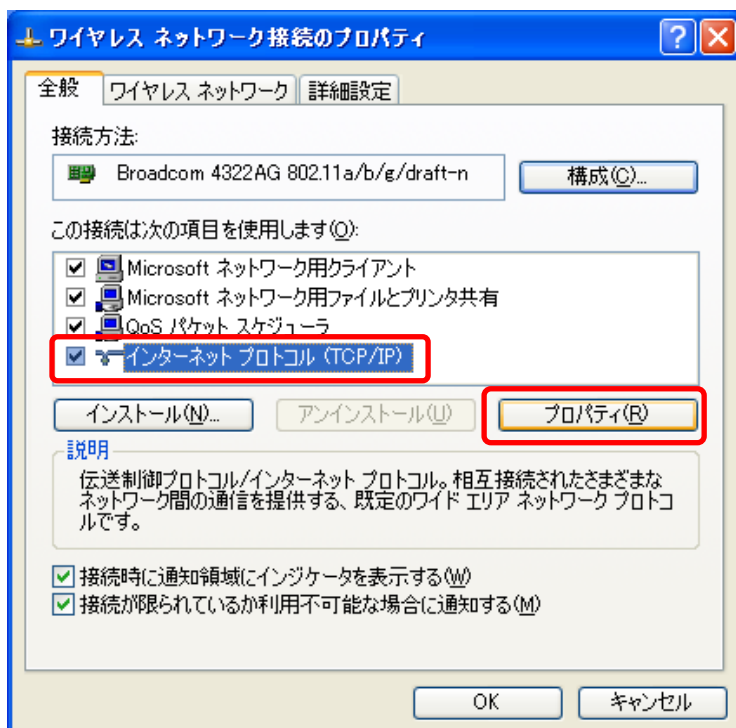 ワイヤレス ネットワーク接続のプロパティ
全般 ワイヤレス ネットワーク 詳細設定
接続方法:
Broadcom 4322AG 802.11a/b/g/draft-n 構成(C)...
この接続は次の項目を使用します(O):
Microsoft ネットワーク用クライアント
Microsoft ネットワーク用ファイルとプリンタ共有
QoS パケット スケジューラ
インターネット プロトコル (TCP/IP)
インストール(N)... アンインストール(U) プロパティ(R)
説明
伝送制御プロトコル/インターネット プロトコル。相互接続されたさまざまな
ネットワーク間の通信を提供する、既定のワイド エリア ネットワーク プロトコ
ルです。
接続時に通知領域にインジケータを表示する(W)
接続が限られているか利用不可能な場合に通知する(M)
OK キャンセル